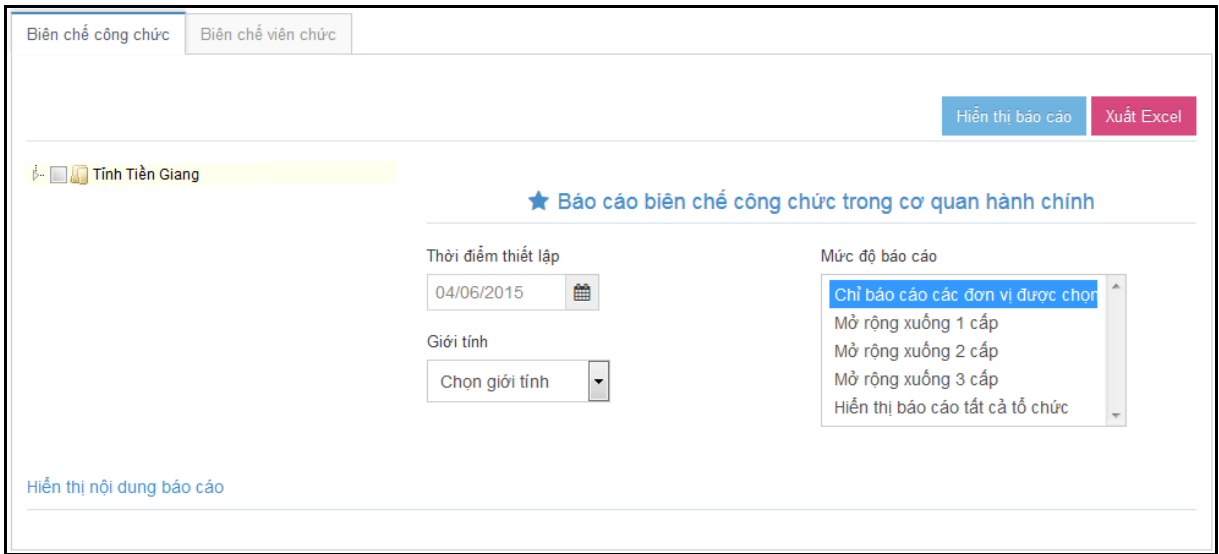 Biên chế công chức
Biên chế viên chức
Hiển thị báo cáo
Xuất Excel
Tỉnh Tiền Giang
Báo cáo biên chế công chức trong cơ quan hành chính
Thời điểm thiết lập
04/06/2015
Giới tính
Chọn giới tính
Mức độ báo cáo
Chỉ báo cáo các đơn vị được chọn
Mở rộng xuống 1 cấp
Mở rộng xuống 2 cấp
Mở rộng xuống 3 cấp
Hiển thị báo cáo tất cả tổ chức
Hiển thị nội dung báo cáo